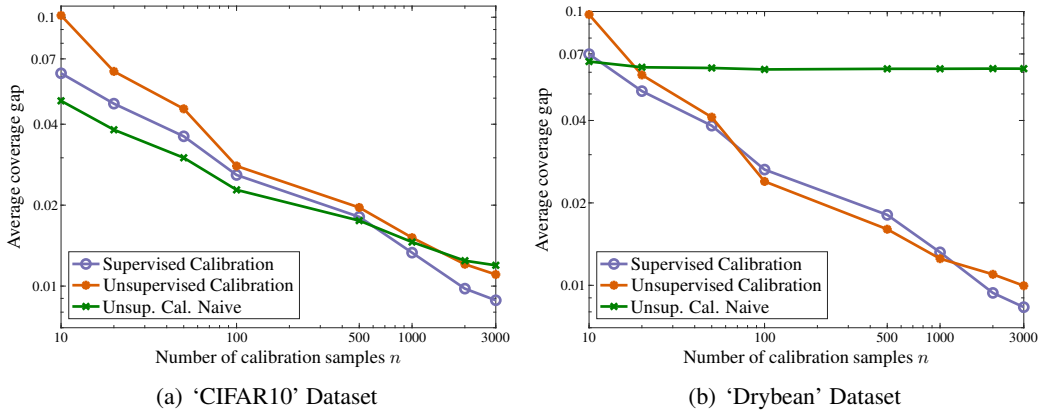 0.1
0.07
0.04
0.02
0.01
Average coverage gap
Supervised Calibration
Unsupervised Calibration
Unsup. Cal. Naive
10 50 100 500 1000 3000
Number of calibration samples n
(a) ‘CIFAR10’ Dataset
0.1
0.07
0.04
0.02
0.01
Average coverage gap
Supervised Calibration
Unsupervised Calibration
Unsup. Cal. Naive
10 50 100 500 1000 3000
Number of calibration samples n
(b) ‘Drybean’ Dataset